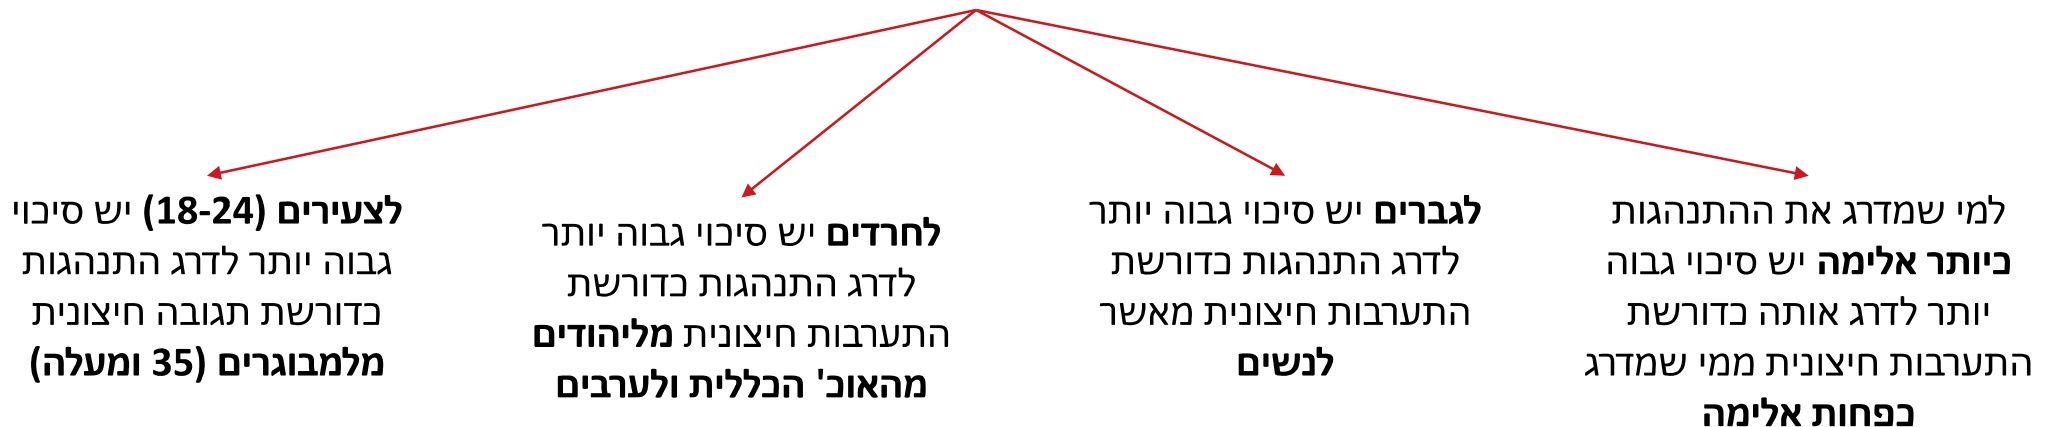 למי שמדרג את ההתנהגות
כיותר אלימה יש סיכוי גבוה
יותר לדרג אותה כדורשת
התערבות חיצונית ממי שמדרג
כפחות אלימה
לגברים יש סיכוי גבוה יותר
לדרג התנהגות כדורשת
התערבות חיצונית מאשר
לנשים
לחרדים יש סיכוי גבוה יותר
לדרג התנהגות כדורשת
התערבות חיצונית מליהודים
מהאוכ' הכללית ולערבים
לצעירים (18-24) יש סיכוי
גבוה יותר לדרג התנהגות
כדורשת תגובה חיצונית
מלמבוגרים (35 ומעלה)